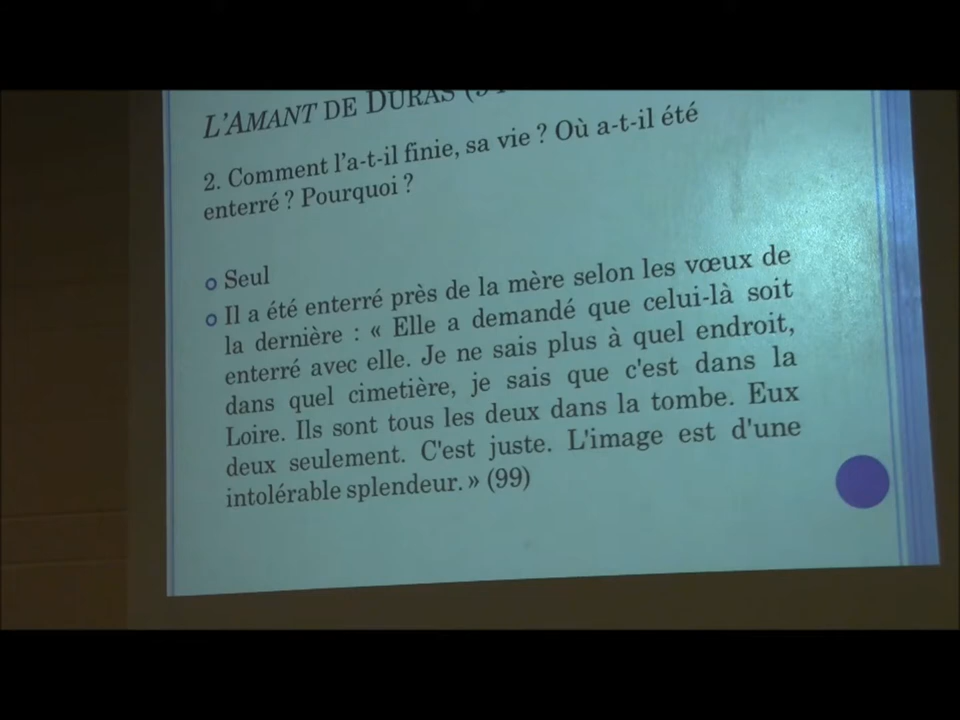 L'AMANT DE DURAS
2. Comment l'a-t-il finie, sa vie ? Où a-t-il été
enterré ? Pourquoi ?
Seul
Il a été enterré près de la mère selon les vœux de
la dernière : « Elle a demandé que celui-là soit
enterré avec elle. Je ne sais plus à quel endroit,
dans quel cimetière, je sais que c'est dans la
Loire. Ils sont tous les deux dans la tombe. Eux
deux seulement. C'est juste. L'image est d'une
intolérable splendeur. » (99)